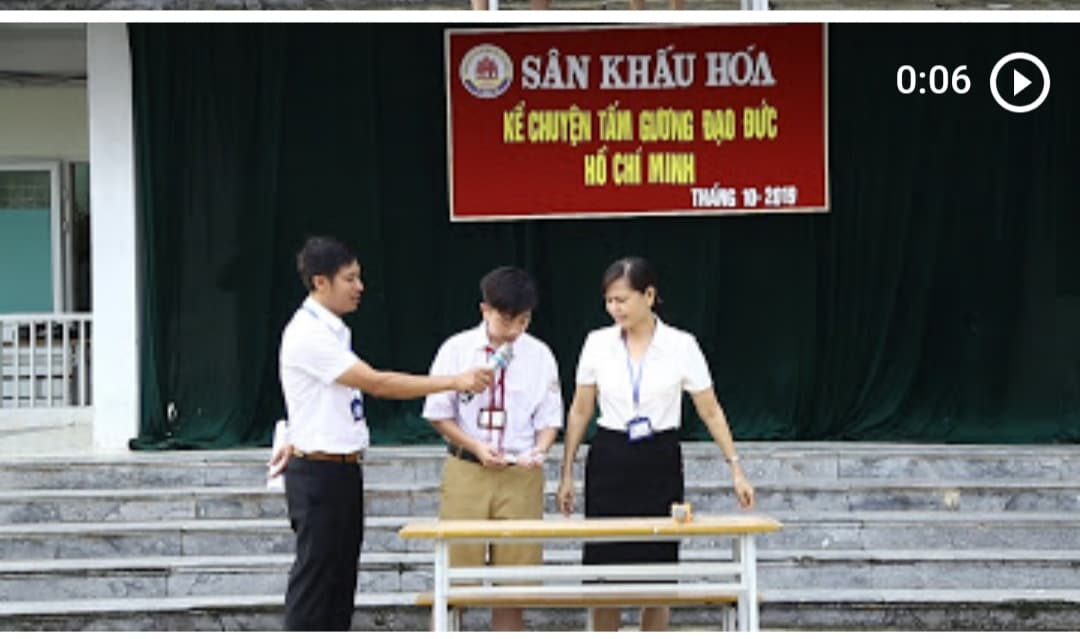 0:06
SÂN KHẤU HÓA
KỂ CHUYỆN TẤM GƯƠNG ĐẠO ĐỨC
HỒ CHÍ MINH
THÁNG 10-2019